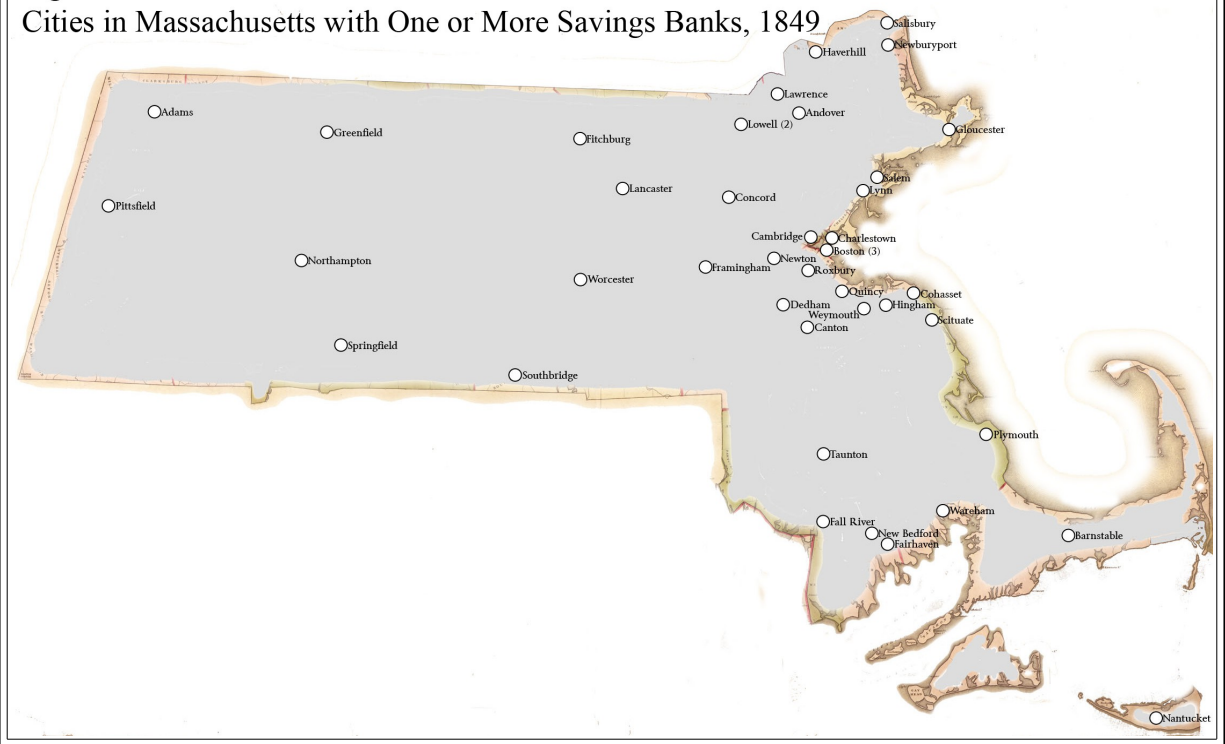 Cities in Massachusetts with One or More Savings Banks, 1849
Salisbury
Newburyport
Haverhill
Lawrence
Andover
Adams
Lowell (2)
Greenfield
Gloucester
Fitchburg
Salem
Lancaster
Lynn
Concord
Pittsfield
Cambridge
Charlestown
Boston (3)
Newton
Northampton
Framingham
Roxbury
Worcester
Quincy
Cohasset
Dedham
Hingham
Weymouth
Scituate
Canton
Springfield
Southbridge
Plymouth
Taunton
Wareham
Fall River
New Bedford
Barnstable
Fairhaven
Nantucket